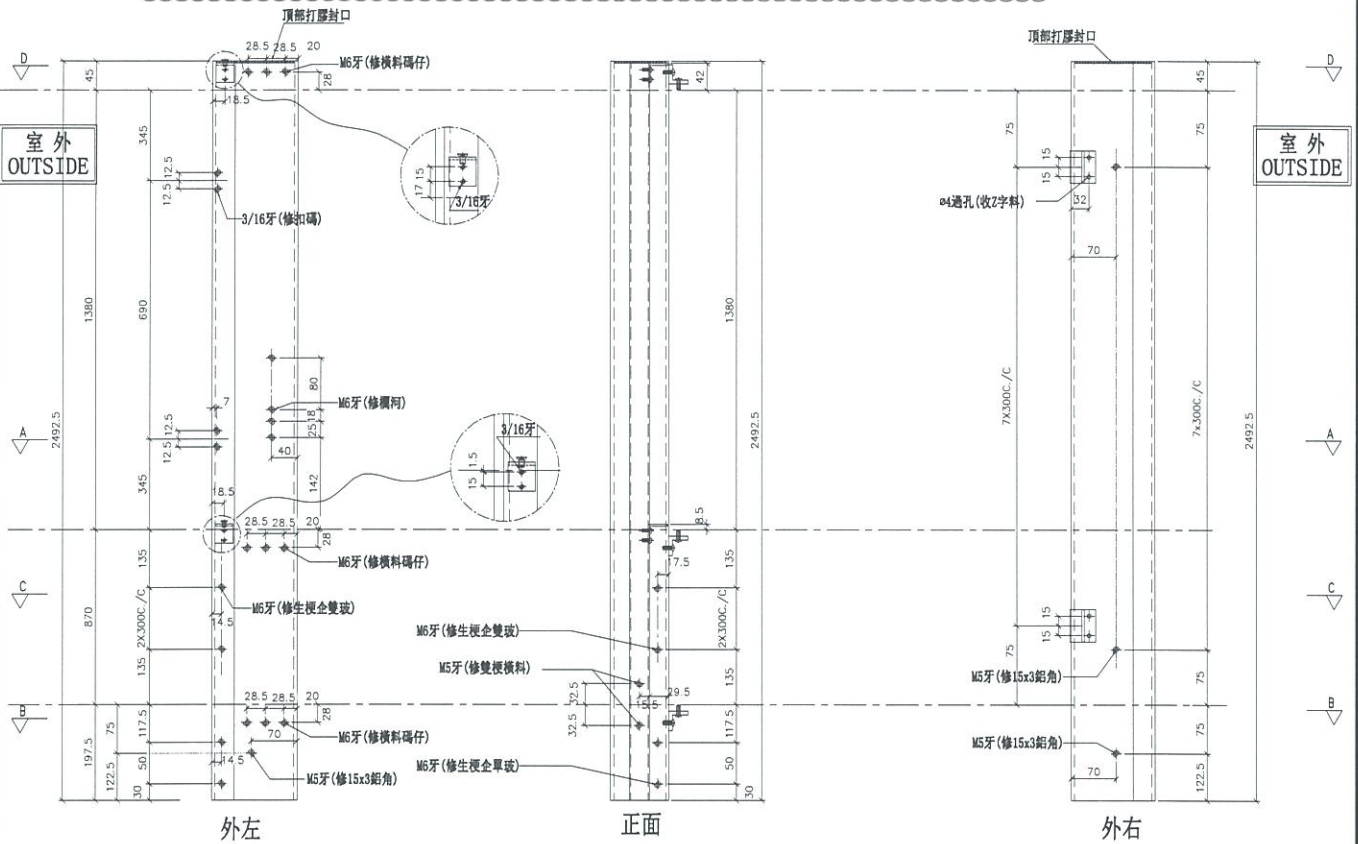 頂部打膠封口
28.5
28.5
20
M6牙(修橫料碼仔)
28
D
45
18.5
室外
OUTSIDE
345
12.5
12.5
3/16牙(修扣碼)
15
17
3/16牙
2492.5
1380
690
80
M6牙(修欄河)
18
25
7
A
12.5
12.5
40
142
345
18.5
3/16牙
1.5
15
28.5
28.5
20
28
M6牙(修橫料碼仔)
135
C
M6牙(修生梗企雙玻)
14.5
870
2X300C./C
135
28.5
28.5
20
28
B
M6牙(修橫料碼仔)
75
117.5
70
197.5
14.5
50
122.5
30
M5牙(修15x3鋁角)
外左
42
1380
2492.5
8.5
17.5
135
2X300C./C
M6牙(修生梗企雙玻)
M5牙(修雙梗橫料)
135
32.5
29.5
15.5
32.5
117.5
M6牙(修生梗企單玻)
50
30
正面
頂部打膠封口
D
45
75
75
室外
OUTSIDE
15
15
ø4過孔(收Z字料)
32
70
7X300C./C
7x300C./C
2492.5
A
C
15
15
75
M5牙(修15x3鋁角)
75
B
75
M5牙(修15x3鋁角)
70
122.5
外右